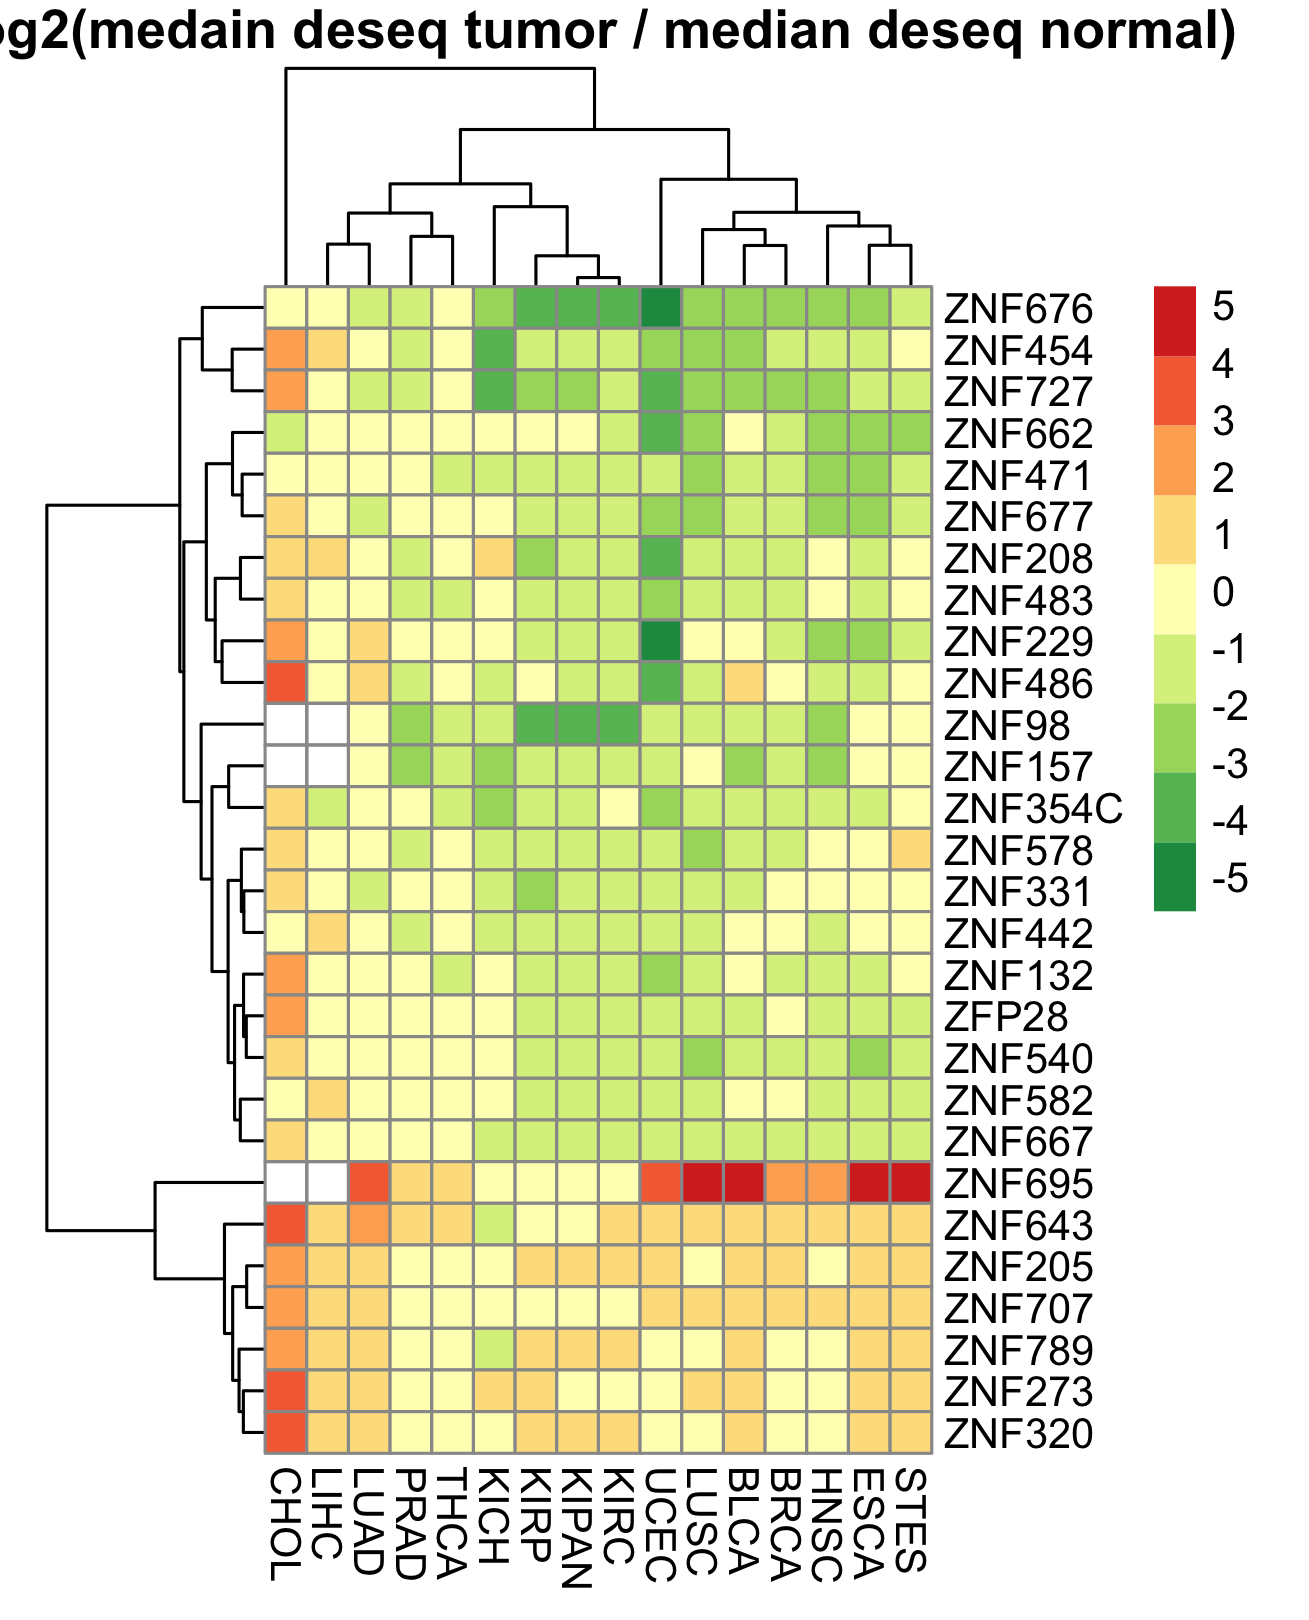 og2(medain deseq tumor / median deseq normal)
ZNF676
ZNF454
ZNF727
ZNF662
ZNF471
ZNF677
ZNF208
ZNF483
ZNF229
ZNF486
ZNF98
ZNF157
ZNF354C
ZNF578
ZNF331
ZNF442
ZNF132
ZFP28
ZNF540
ZNF582
ZNF667
ZNF695
ZNF643
ZNF205
ZNF707
ZNF789
ZNF273
ZNF320
5
4
3
2
1
0
-1
-2
-3
-4
-5
CHOL
LIHC
LUAD
PRAD
THCA
KICH
KIRP
KIPAN
KIRC
UCEC
LUSC
BLCA
BRCA
HNSC
ESCA
STES